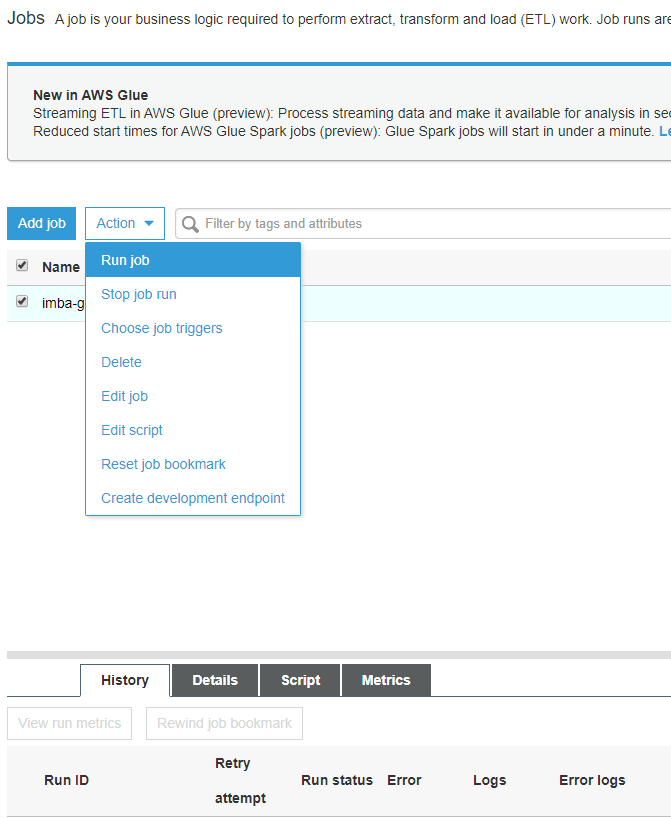 Jobs A job is your business logic required to perform extract, transform and load (ETL) work. Job runs are
New in AWS Glue
Streaming ETL in AWS Glue (preview): Process streaming data and make it available for analysis in
Reduced start times for AWS Glue Spark jobs (preview): Glue Spark jobs will start in under a minute.
Add job Action Filter by tags and attributes
Name
Run job
imba-g
Stop job run
Choose job triggers
Delete
Edit job
Edit script
Reset job bookmark
Create development endpoint
History Details Script Metrics
View run metrics Rewind job bookmark
Run ID Retry attempt Run status Error Logs Error logs